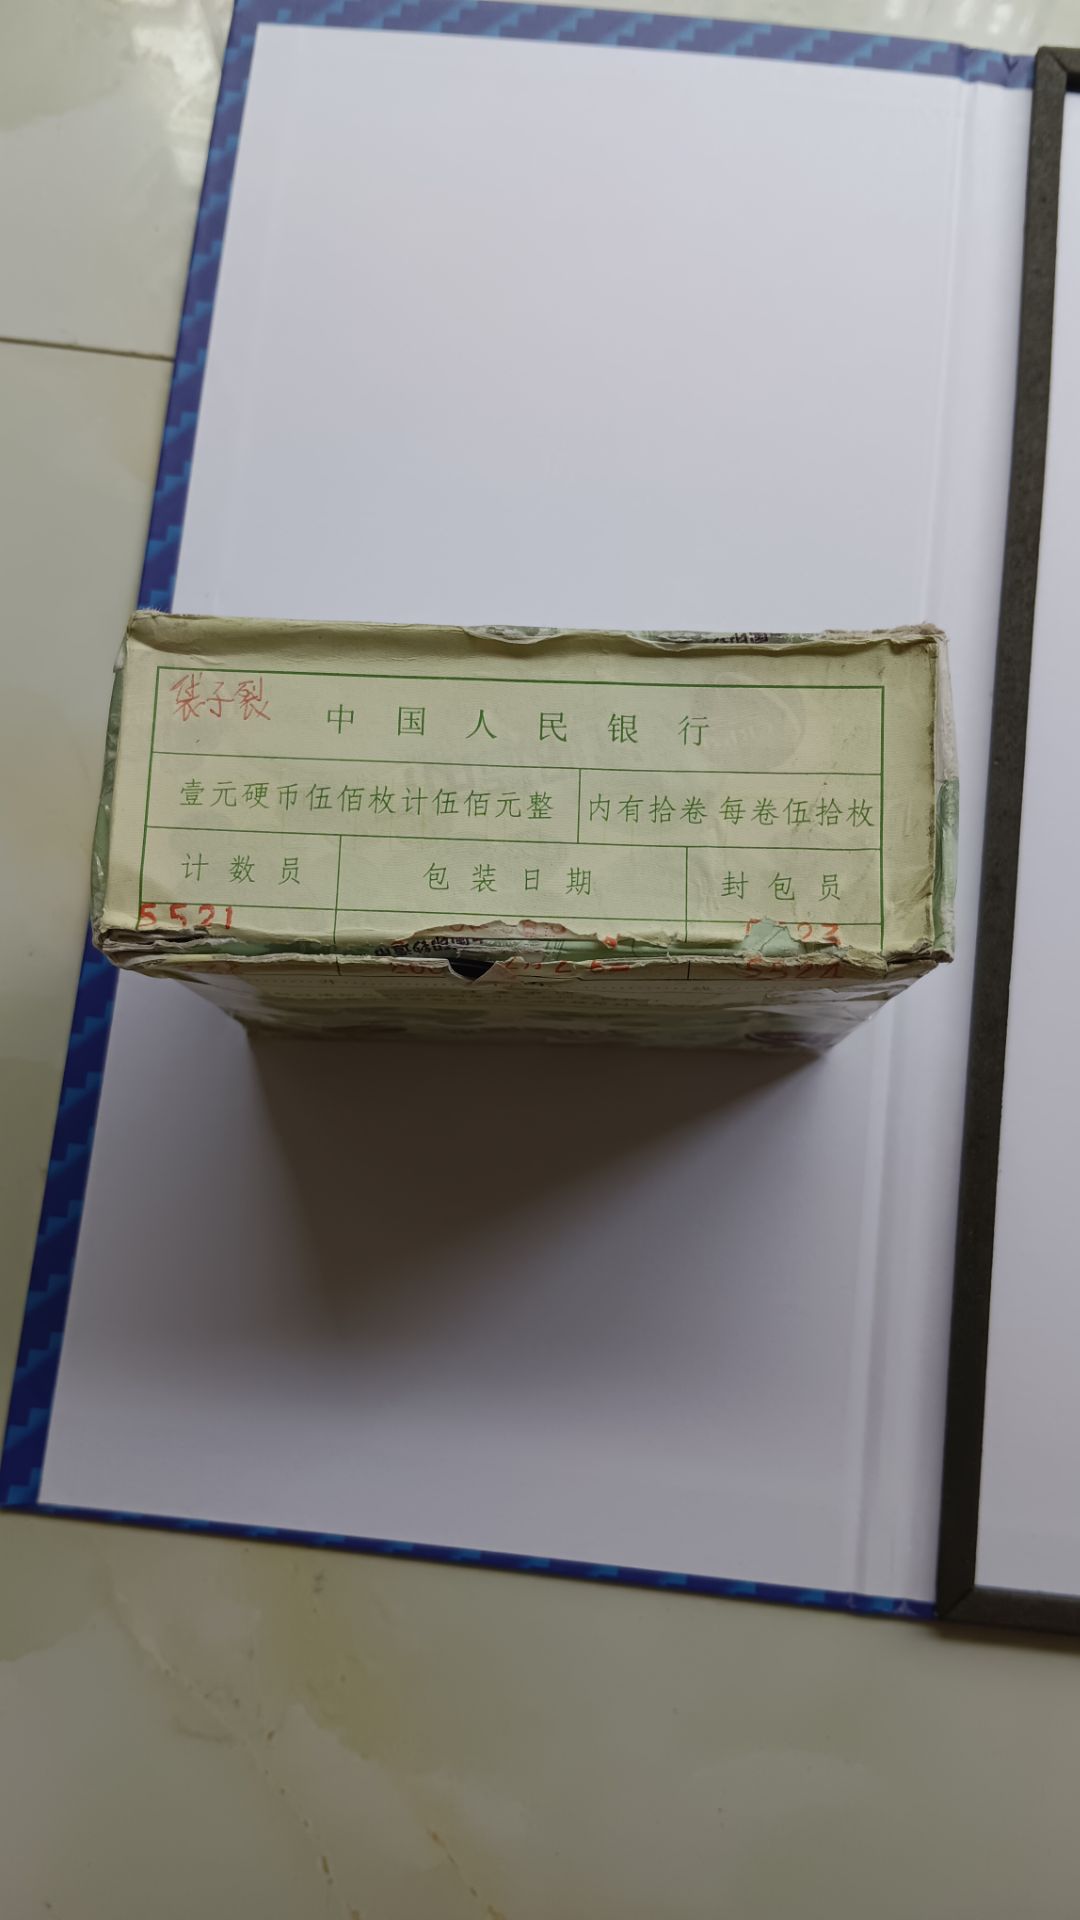 袋子裂
中国人民银行
壹元硬币伍佰枚计伍佰元整 内有拾卷 每卷伍拾枚
计数员 包装日期 封包员
5521
5524